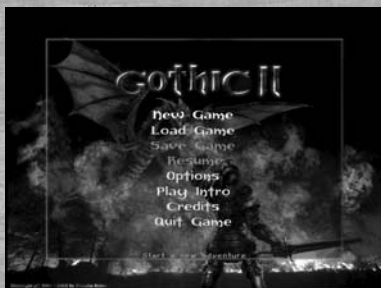 GOTHIC II
New Game
Load Game
Save Game
Resume
Options
Play Intro
Credits
Quit Game
Start a new Adventure